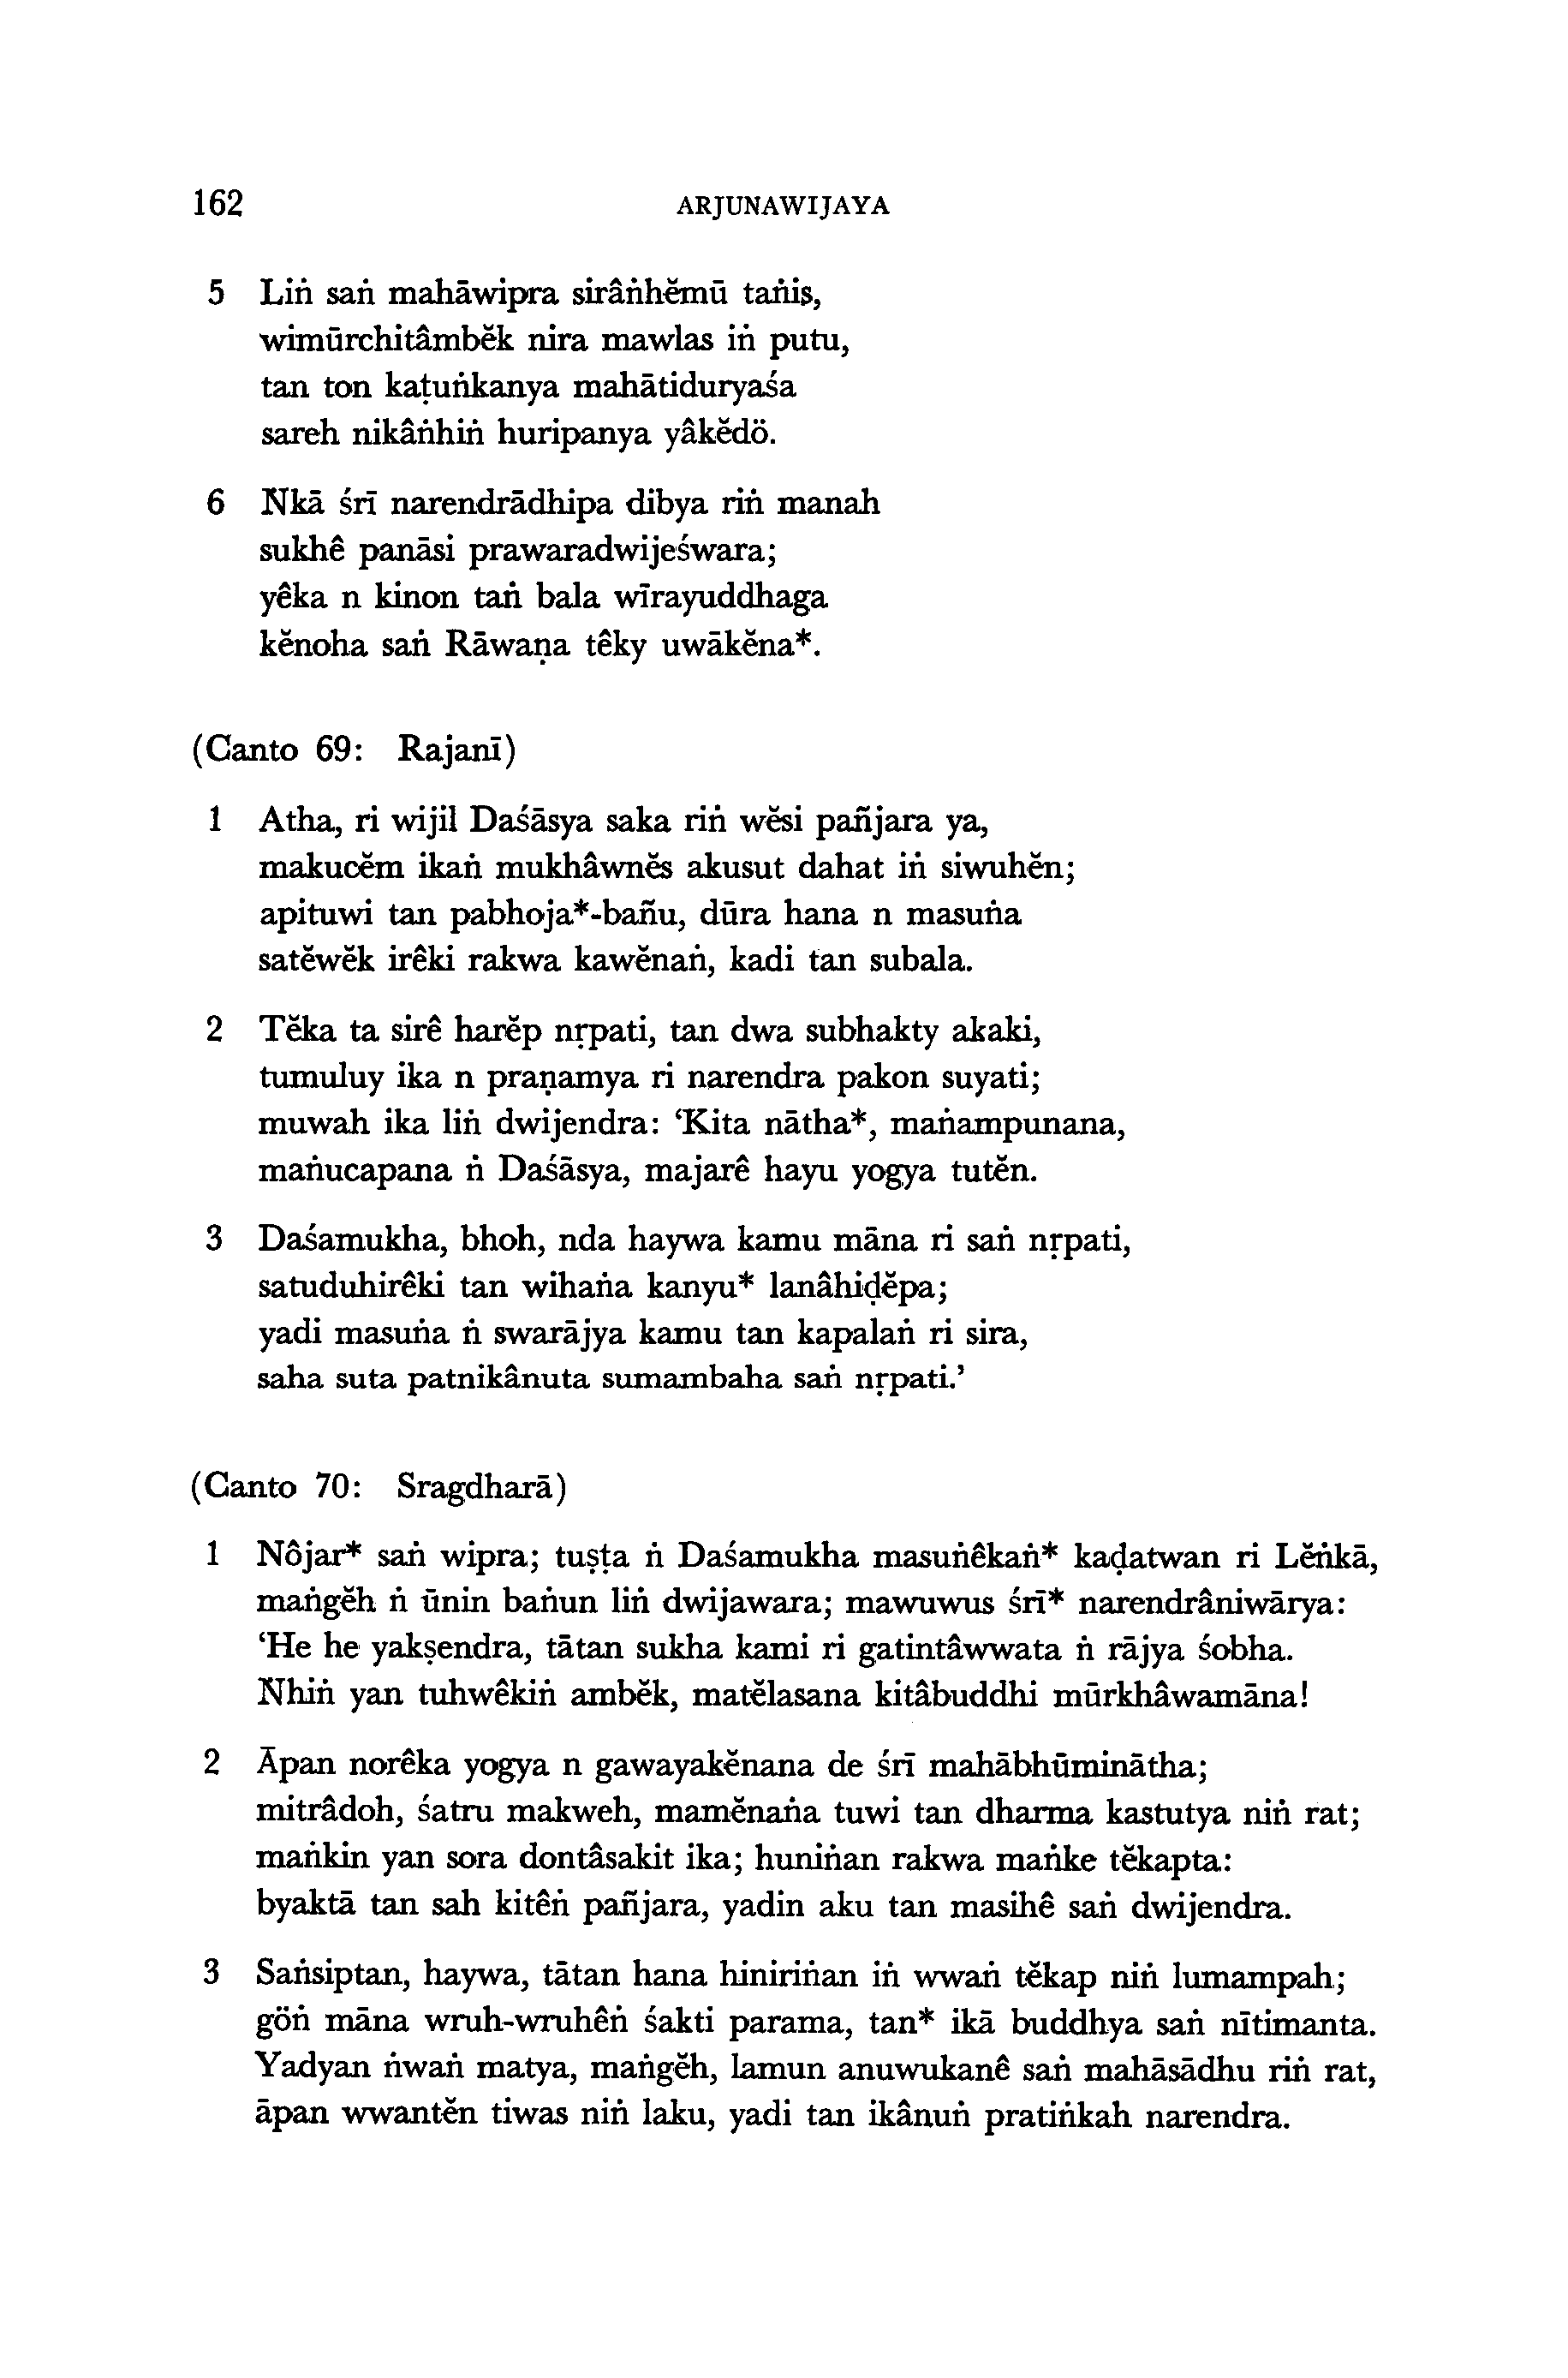 162 ARJUNAWIJAYA
5 Liṅ saṅ mahāwipra sirâṅhĕmū taṅis,
wimūrchitâmbĕk nira mawlas iṅ putu,
tan ton kaṭuṅkanya mahātiduryaśa
sareh nikâṅhiṅ huripanya yâkĕdö.
6 Ṅkā śrī narendrādhipa dibya riṅ manah
sukhê panāsi prawaradwijeśwara;
yêka n kinon taṅ bala wīrayuddhaga
kĕnoha saṅ Rāwaṇa têky uwākĕna*.
(Canto 69: Rajanī)
1 Atha, ri wijil Daśāsya saka riṅ wĕsi pañjara ya,
makucĕm ikaṅ mukhâwnĕs akusut dahat iṅ siwuhĕn;
apituwi tan pabhoja*-bañu, dūra hana n masuṅa
satĕwĕk irêki rakwa kawĕnaṅ, kadi tan subala.
2 Tĕka ta sirê harĕp nṛpati, tan dwa subhakty akaki,
tumuluy ika n praṇamya ri narendra pakon suyati;
muwah ika liṅ dwijendra: ‘Kita nātha*, maṅampunana,
maṅucapana ṅ Daśāsya, majarê hayu yogya tutĕn.
3 Daśamukha, bhoh, nda haywa kamu māna ri saṅ nṛpati,
satuduhirêki tan wihaṅa kanyu* lanâhiḍĕpa;
yadi masuṅa ṅ swarājya kamu tan kapalaṅ ri sira,
saha suta patnikânuta sumambaha saṅ nṛpati.’
(Canto 70: Sragdharā)
1 Nôjar* saṅ wipra; tuṣṭa ṅ Daśamukha masuṅêkaṅ* kaḍatwan ri Lĕṅkā,
maṅgĕh ṅ ūnin baṅun liṅ dwijawara; mawuwus śrī* narendrâniwārya:
‘He he yakṣendra, tātan sukha kami ri gatintâwwata ṅ rājya śobha.
Ṅhiṅ yan tuhwêkiṅ ambĕk, matĕlasana kitâbuddhi mūrkhâwamāna!
2 Āpan norêka yogya n gawayakĕnana de śrī mahābhūminātha;
mitrâdoh, śatru makweh, mamĕnaṅa tuwi tan dharma kastutya niṅ rat;
maṅkin yan sora dontâsakit ika; huniṅan rakwa maṅke tĕkapta:
byaktā tan sah kitêṅ pañjara, yadin aku tan masihê saṅ dwijendra.
3 Saṅsiptan, haywa, tātan hana hiniriṅan iṅ wwaṅ tĕkap niṅ lumampah;
göṅ māna wruh-wruhêṅ śakti parama, tan* ikā buddhya saṅ nītimanta.
Yadyan ṅwaṅ matya, maṅgĕh, lamun anuwukanê saṅ mahāsādhu riṅ rat,
āpan wwantĕn tiwas niṅ laku, yadi tan ikânuṅ pratiṅkah narendra.